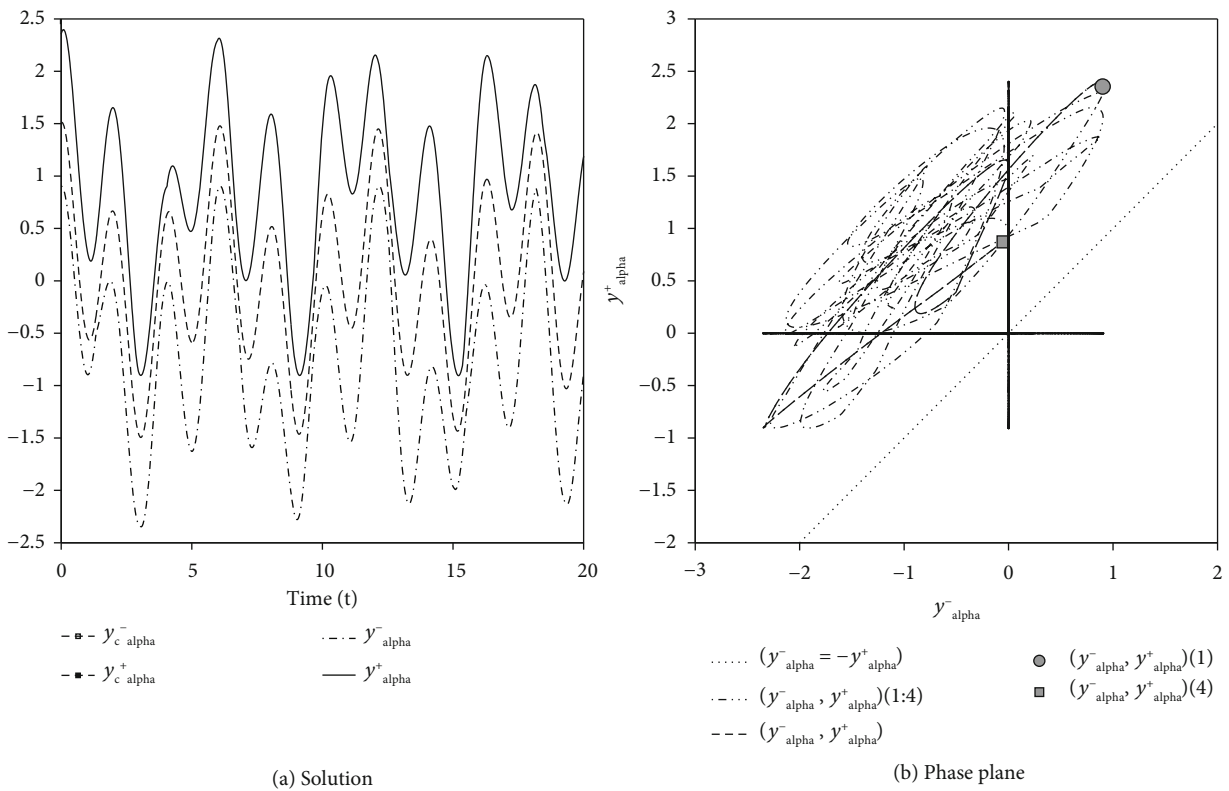 2.5
2
1.5
1
0.5
0
−0.5
−1
−1.5
−2
−2.5
0
5
10
15
20
Time (t)
y_c^−_alpha
y_c^+_alpha
y^−_alpha
y^+_alpha
(a) Solution
3
2.5
2
1.5
1
0.5
0
−0.5
−1
−1.5
−2
y^+_alpha
−3
−2
−1
0
1
2
y^−_alpha
(y^−_alpha = −y^+_alpha)
(y^−_alpha , y^+_alpha)(1:4)
(y^−_alpha , y^+_alpha)
(y^−_alpha, y^+_alpha)(1)
(y^−_alpha, y^+_alpha)(4)
(b) Phase plane